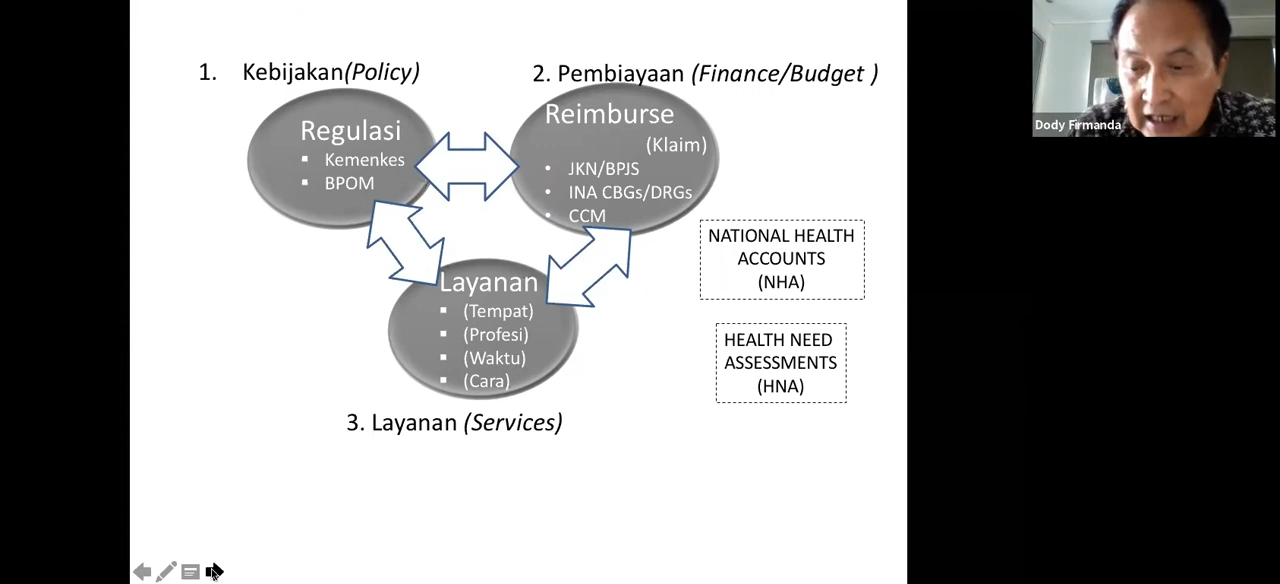 1. Kebijakan(Policy)
2. Pembiayaan (Finance/Budget )
Regulasi
▪ Kemenkes
▪ BPOM
Reimburse
(Klaim)
• JKN/BPJS
• INA CBGs/DRGs
• CCM
NATIONAL HEALTH
ACCOUNTS
(NHA)
Layanan
▪ (Tempat)
▪ (Profesi)
▪ (Waktu)
▪ (Cara)
HEALTH NEED
ASSESSMENTS
(HNA)
3. Layanan (Services)
Dody Firmanda